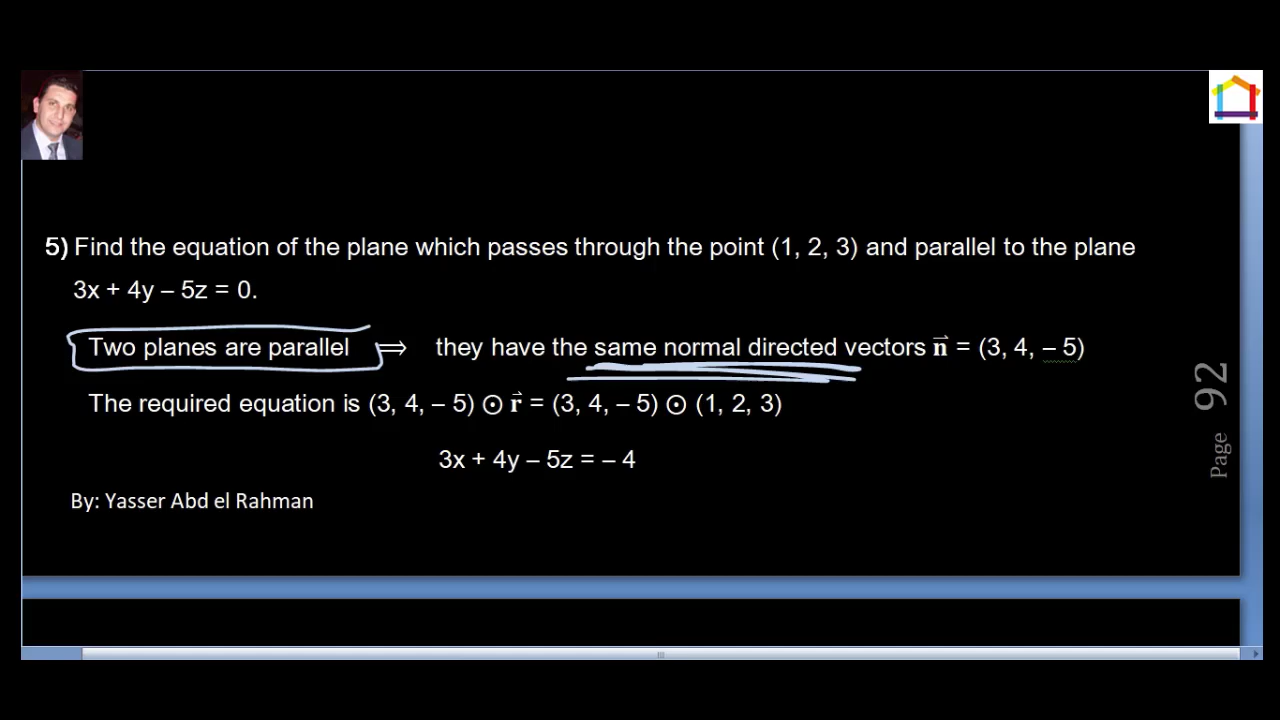 5) Find the equation of the plane which passes through the point (1, 2, 3) and parallel to the plane
3x + 4y – 5z = 0.
Two planes are parallel ⟹ they have the same normal directed vectors n⃗ = (3, 4, – 5)
The required equation is (3, 4, – 5) ⊙ r⃗ = (3, 4, – 5) ⊙ (1, 2, 3)
3x + 4y – 5z = – 4
By: Yasser Abd el Rahman
Page 92